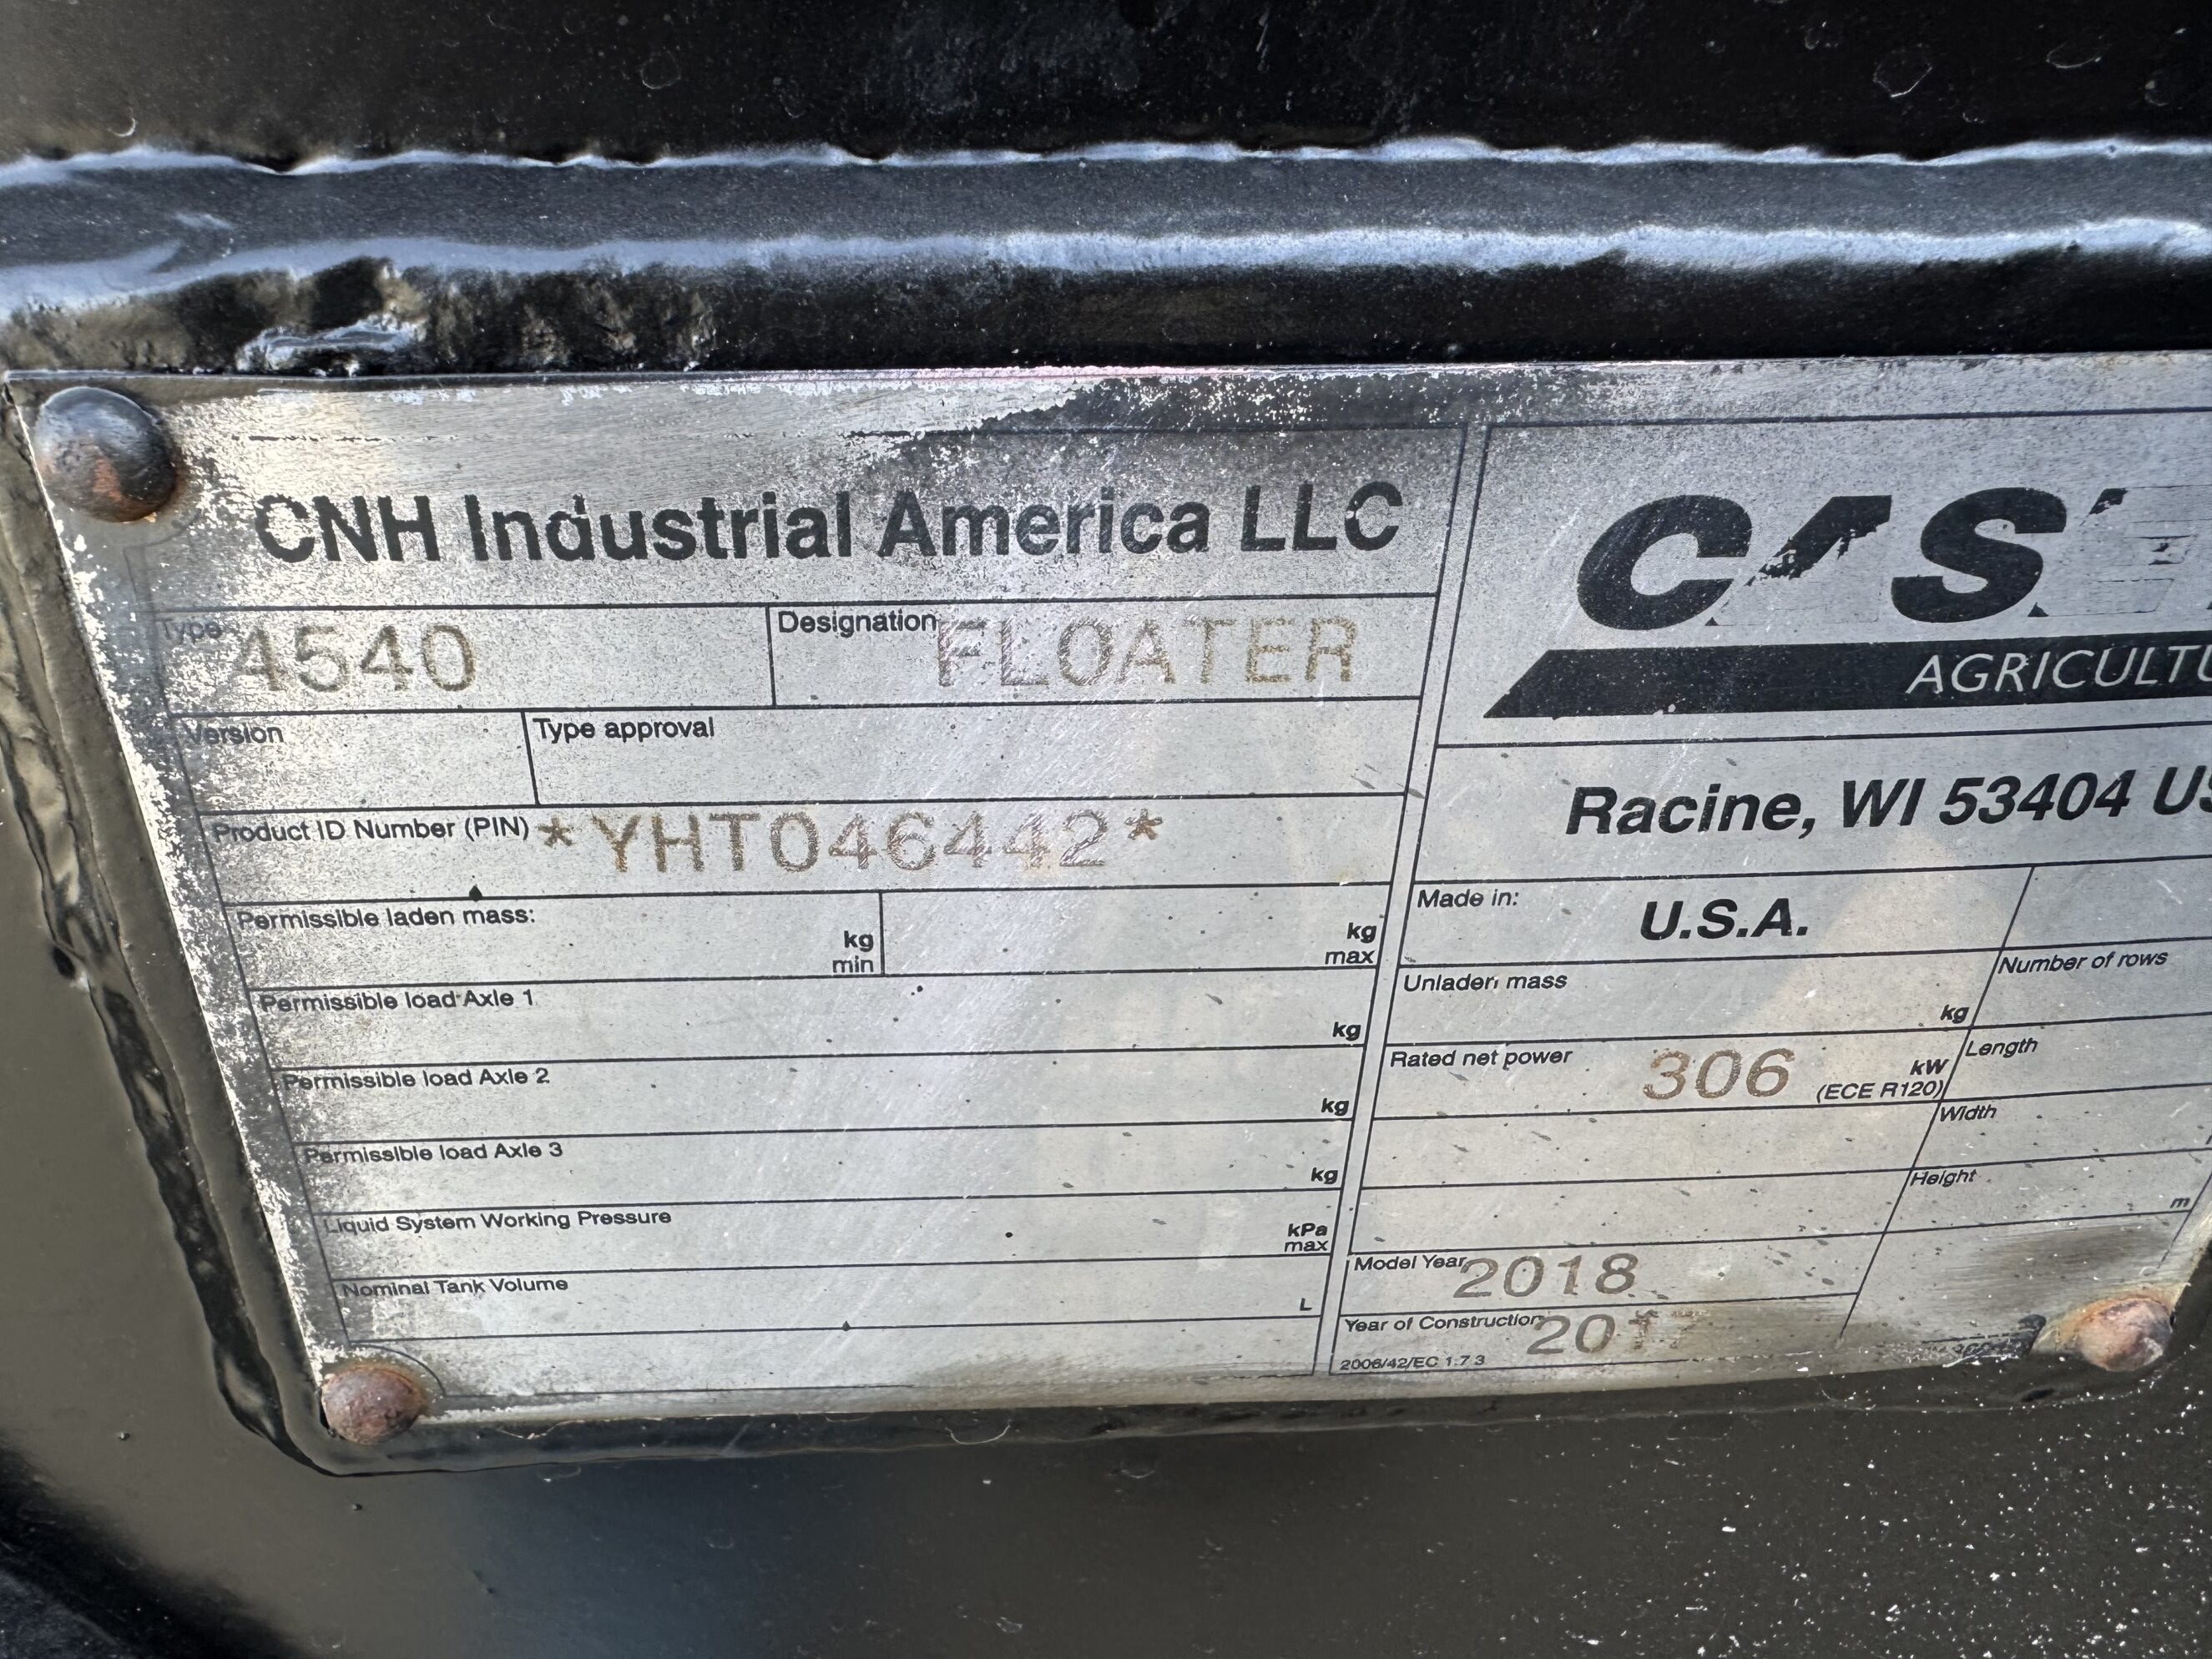 CNH Industrial America LLC
Type 4540
Designation FLOATER
Version
Type approval
Product ID Number (PIN) *YHT046442*
Permissible laden mass:
kg
min
kg
max
Permissible load Axle 1
kg
Permissible load Axle 2
kg
Permissible load Axle 3
kg
Liquid System Working Pressure
kPa
max
Nominal Tank Volume
L
CASE
AGRICULTU
Racine, WI 53404 US
Made in: U.S.A.
Unladen mass
kg
Number of rows
Rated net power 306 kW
(ECE R120)
Length
Width
Height
m
Model Year 2018
Year of Construction 2017
2006/42/EC 1.7.3